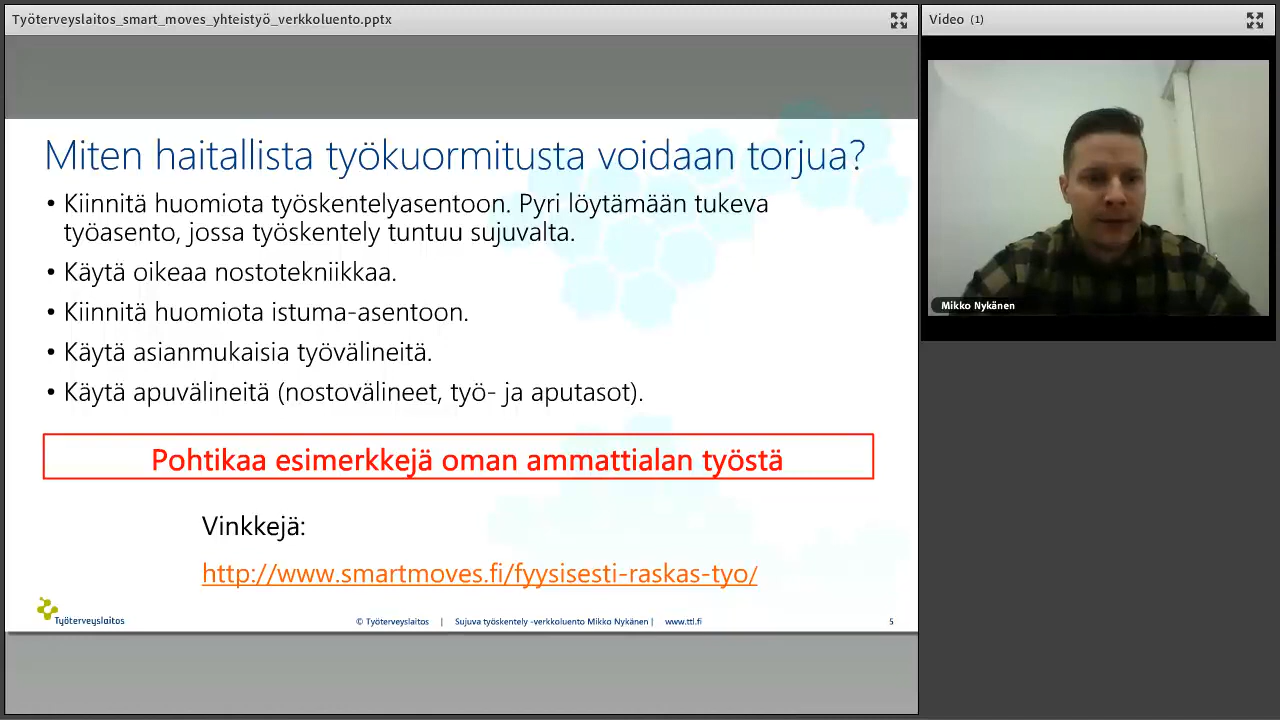 Työterveyslaitos_smart_moves_yhteistyö_verkkoluento.pptx
Video (1)
Miten haitallista työkuormitusta voidaan torjua?
• Kiinnitä huomiota työskentelyasentoon. Pyri löytämään tukeva
työasento, jossa työskentely tuntuu sujuvalta.
• Käytä oikeaa nostotekniikkaa.
• Kiinnitä huomiota istuma-asentoon.
• Käytä asianmukaisia työvälineitä.
• Käytä apuvälineitä (nostovälineet, työ- ja aputasot).
Pohtikaa esimerkkejä oman ammattialan työstä
Vinkkejä:
http://www.smartmoves.fi/fyysisesti-raskas-tyo/
Työterveyslaitos
© Työterveyslaitos | Sujuva työskentely -verkkoluento Mikko Nykänen | www.ttl.fi
5
Mikko Nykänen